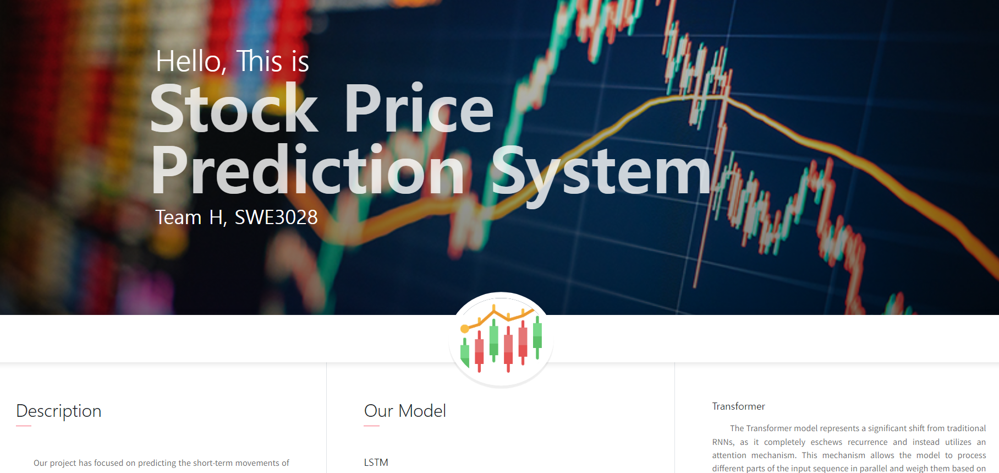 Hello, This is
Stock Price
Prediction System
Team H, SWE3028
Description
Our project has focused on predicting the short-term movements of
Our Model
LSTM
Transformer
The Transformer model represents a significant shift from traditional
RNNs, as it completely eschews recurrence and instead utilizes an
attention mechanism. This mechanism allows the model to process
different parts of the input sequence in parallel and weigh them based on